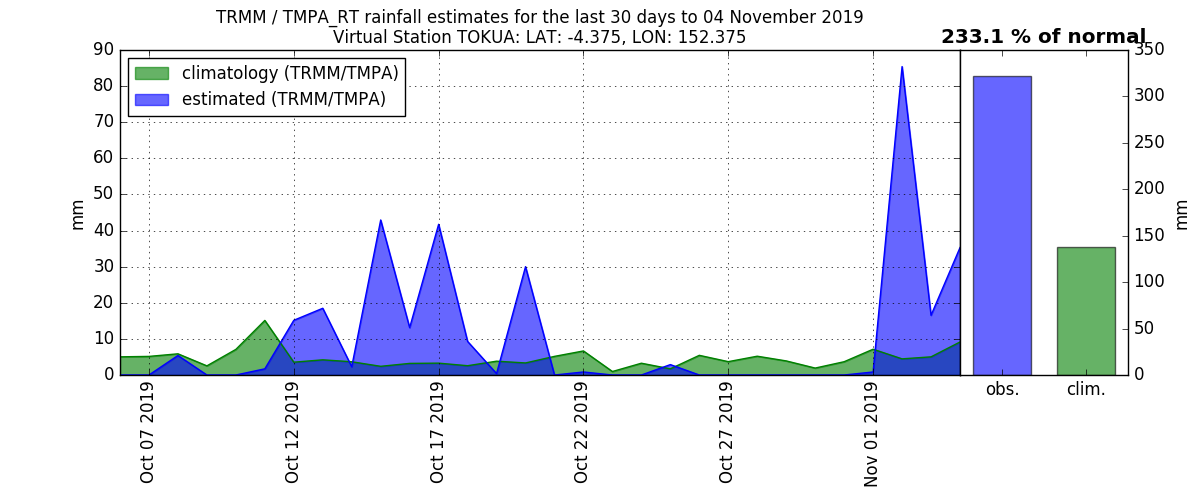 TRMM / TMPA_RT rainfall estimates for the last 30 days to 04 November 2019
Virtual Station TOKUA: LAT: -4.375, LON: 152.375
233.1 % of normal
climatology (TRMM/TMPA)
estimated (TRMM/TMPA)
90
80
70
60
50
40
30
20
10
0
mm
Oct 07 2019
Oct 12 2019
Oct 17 2019
Oct 22 2019
Oct 27 2019
Nov 01 2019
350
300
250
200
150
100
50
0
mm
obs.
clim.